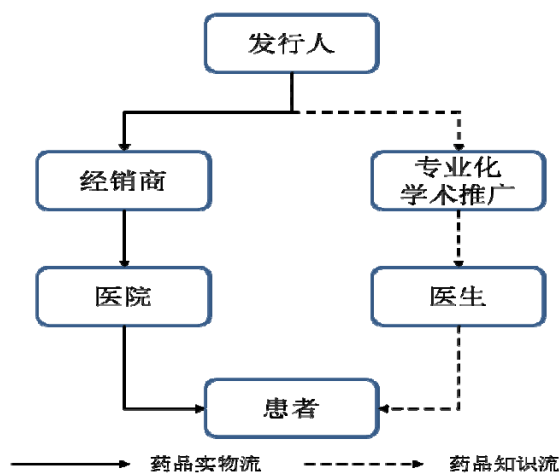 发行人
经销商
专业化
学术推广
医院
医生
患者
药品实物流
药品知识流